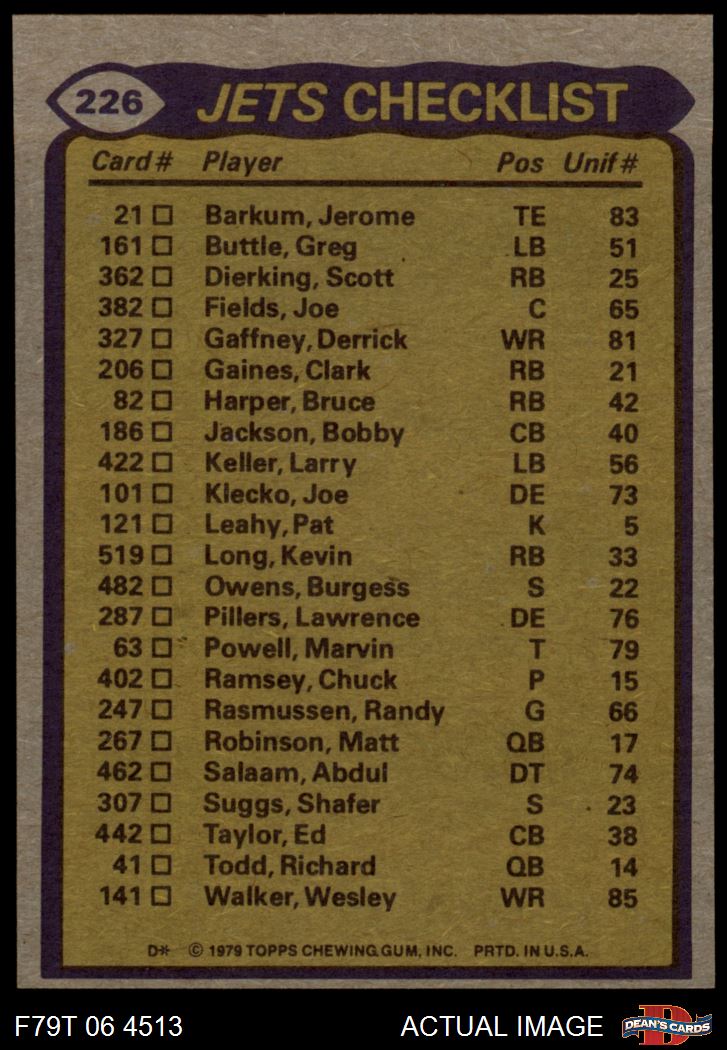 226 JETS CHECKLIST
Card # Player Pos Unif #
21 Barkum, Jerome TE 83
161 Buttle, Greg LB 51
362 Dierking, Scott RB 25
382 Fields, Joe C 65
327 Gaffney, Derrick WR 81
206 Gaines, Clark RB 21
82 Harper, Bruce RB 42
186 Jackson, Bobby CB 40
422 Keller, Larry LB 56
101 Klecko, Joe DE 73
121 Leahy, Pat K 5
519 Long, Kevin RB 33
482 Owens, Burgess S 22
287 Pillers, Lawrence DE 76
63 Powell, Marvin T 79
402 Ramsey, Chuck P 15
247 Rasmussen, Randy G 66
267 Robinson, Matt QB 17
462 Salaam, Abdul DT 74
307 Suggs, Shafer S 23
442 Taylor, Ed CB 38
41 Todd, Richard QB 14
141 Walker, Wesley WR 85
D* © 1979 TOPPS CHEWING GUM, INC. PRTD. IN U.S.A.
F79T 06 4513 ACTUAL IMAGE D DEAN'S CARDS